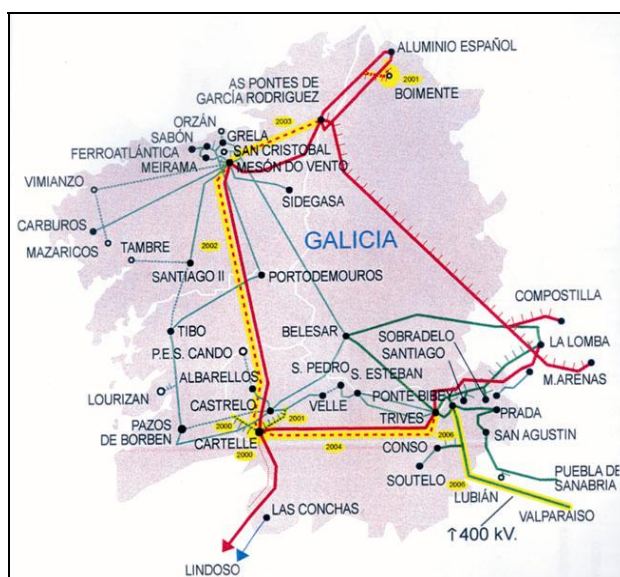 ALUMINIO ESPAÑOL
AS PONTES DE
GARCÍA RODRIGUEZ
2001
BOIMENTE
ORZÁN
2003
SABÓN
GRELA
FERROATLÁNTICA
SAN CRISTOBAL
MEIRAMA
MESÓN DO VENTO
VIMIANZO
SIDEGASA
CARBUROS
GALICIA
MAZARICOS
TAMBRE
2002
SANTIAGO II
PORTODEMOUROS
COMPOSTILLA
TIBO
BELESAR
SOBRADELO
LA LOMBA
P.E.S. CANDO
SANTIAGO
S. PEDRO
S. ESTEBAN
M.ARENAS
ALBARELLOS
LOURIZAN
CASTRELO
PONTE BIBEY
VELLE
PRADA
2000
2001
TRIVES
PAZOS
DE BORBEN
SAN AGUSTIN
CARTELLE
2004
2006
CONSO
2000
PUEBLA DE
SANABRIA
SOUTELO
2005
LUBIÁN
VALPARAISO
LAS CONCHAS
↑400 kV.
LINDOSO